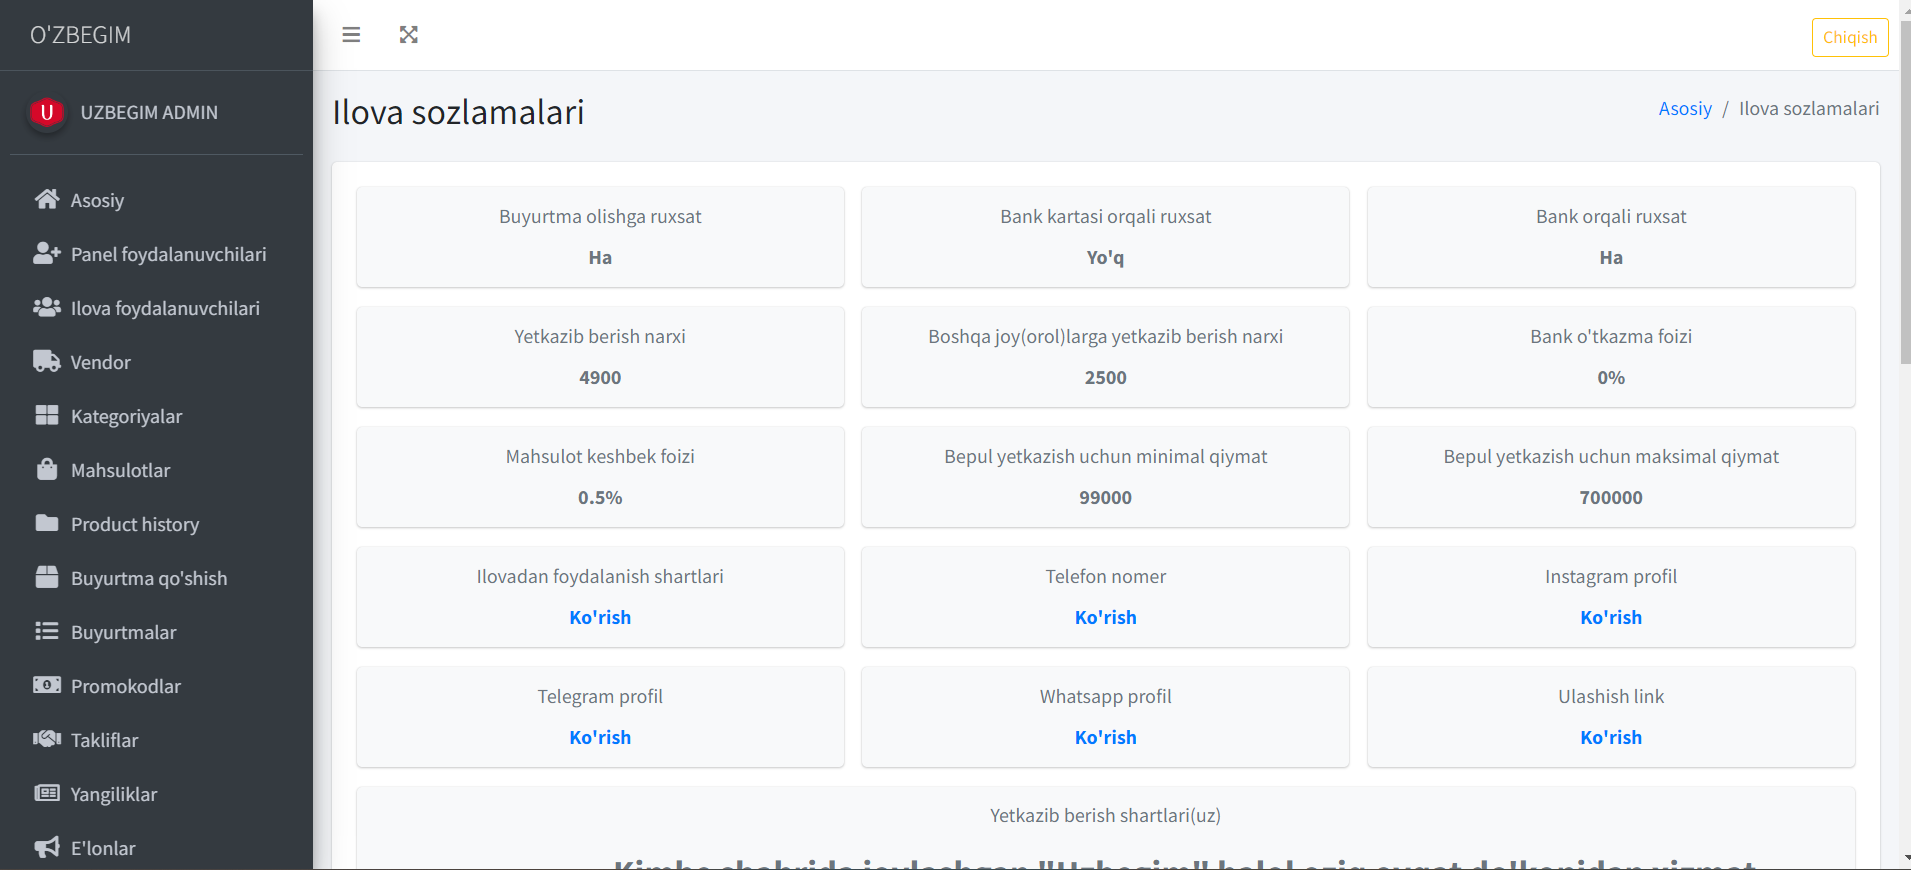 O'ZBEGIM
Chiqish
U
UZBEGIM ADMIN
Asosiy
Panel foydalanuvchilari
Ilova foydalanuvchilari
Vendor
Kategoriyalar
Mahsulotlar
Product history
Buyurtma qo'shish
Buyurtmalar
Promokodlar
Takliflar
Yangiliklar
E'lonlar
Ilova sozlamalari
Asosiy / Ilova sozlamalari
Buyurtma olishga ruxsat
Ha
Bank kartasi orqali ruxsat
Yo'q
Bank orqali ruxsat
Ha
Yetkazib berish narxi
4900
Boshqa joy(orol)larga yetkazib berish narxi
2500
Bank o'tkazma foizi
0%
Mahsulot keshbek foizi
0.5%
Bepul yetkazish uchun minimal qiymat
99000
Bepul yetkazish uchun maksimal qiymat
700000
Ilovadan foydalanish shartlari
Ko'rish
Telefon nomer
Ko'rish
Instagram profil
Ko'rish
Telegram profil
Ko'rish
Whatsapp profil
Ko'rish
Ulashish link
Ko'rish
Yetkazib berish shartlari(uz)